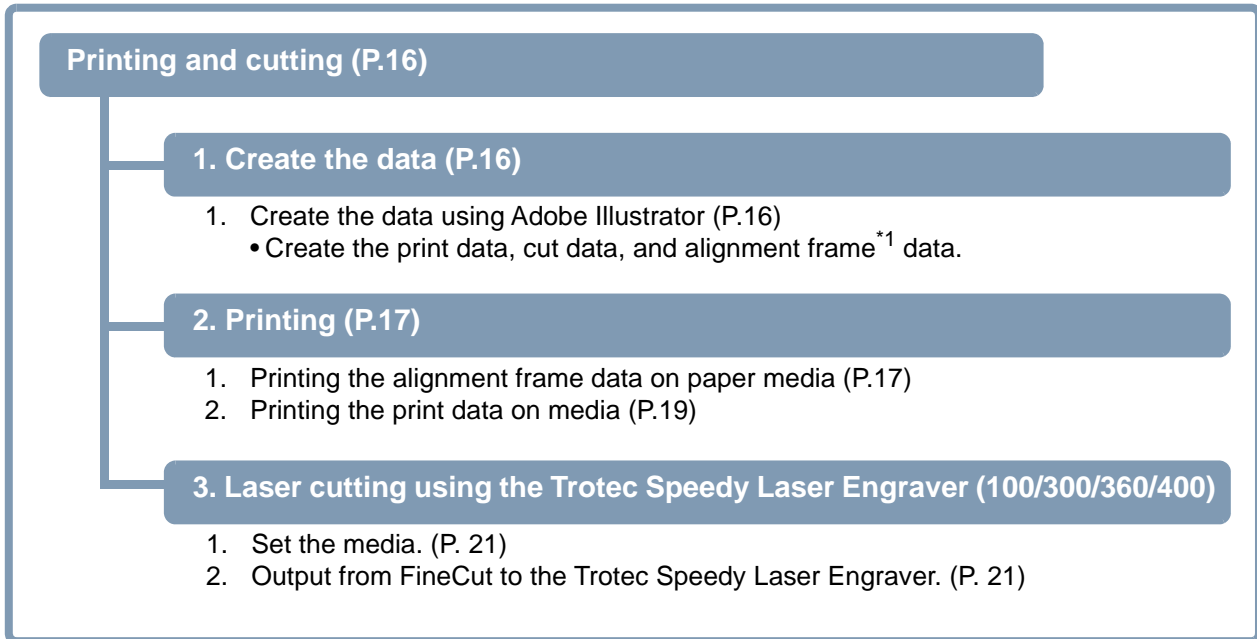 Printing and cutting (P.16)
1. Create the data (P.16)
1. Create the data using Adobe Illustrator (P.16)
• Create the print data, cut data, and alignment frame*1 data.
2. Printing (P.17)
1. Printing the alignment frame data on paper media (P.17)
2. Printing the print data on media (P.19)
3. Laser cutting using the Trotec Speedy Laser Engraver (100/300/360/400)
1. Set the media. (P. 21)
2. Output from FineCut to the Trotec Speedy Laser Engraver. (P. 21)